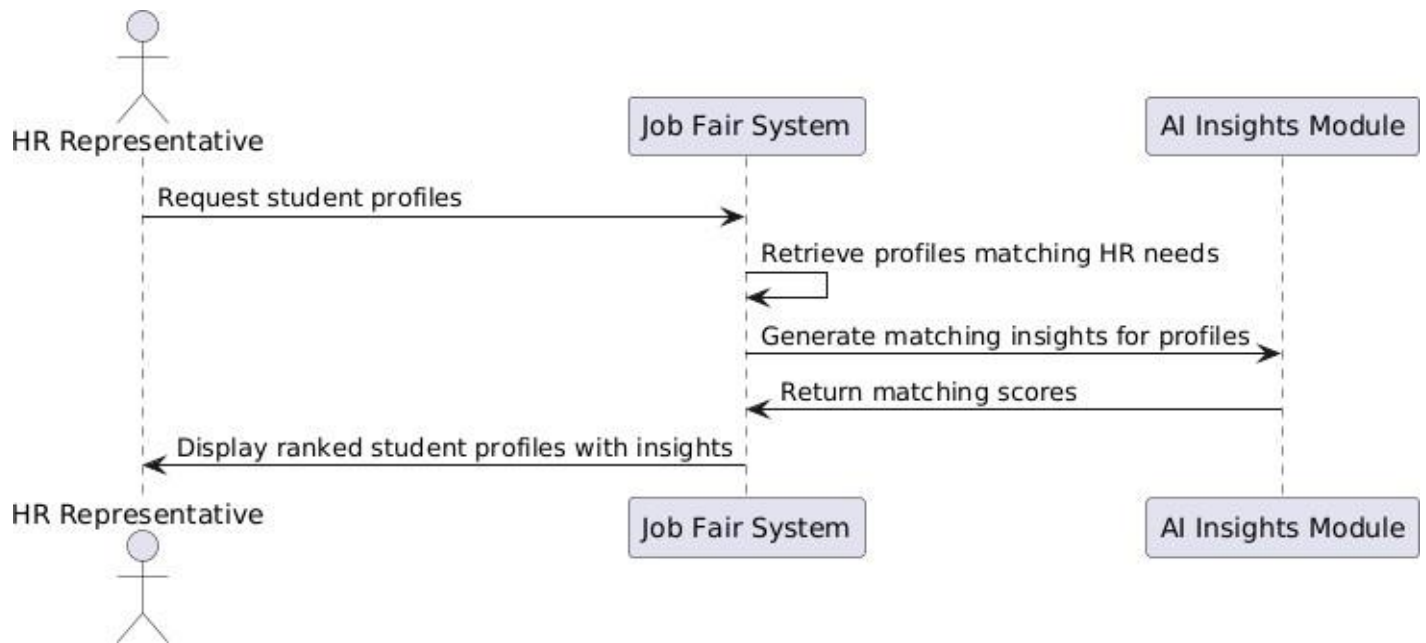 HR Representative
Job Fair System
AI Insights Module
Request student profiles
Retrieve profiles matching HR needs
Generate matching insights for profiles
Return matching scores
Display ranked student profiles with insights
HR Representative
Job Fair System
AI Insights Module